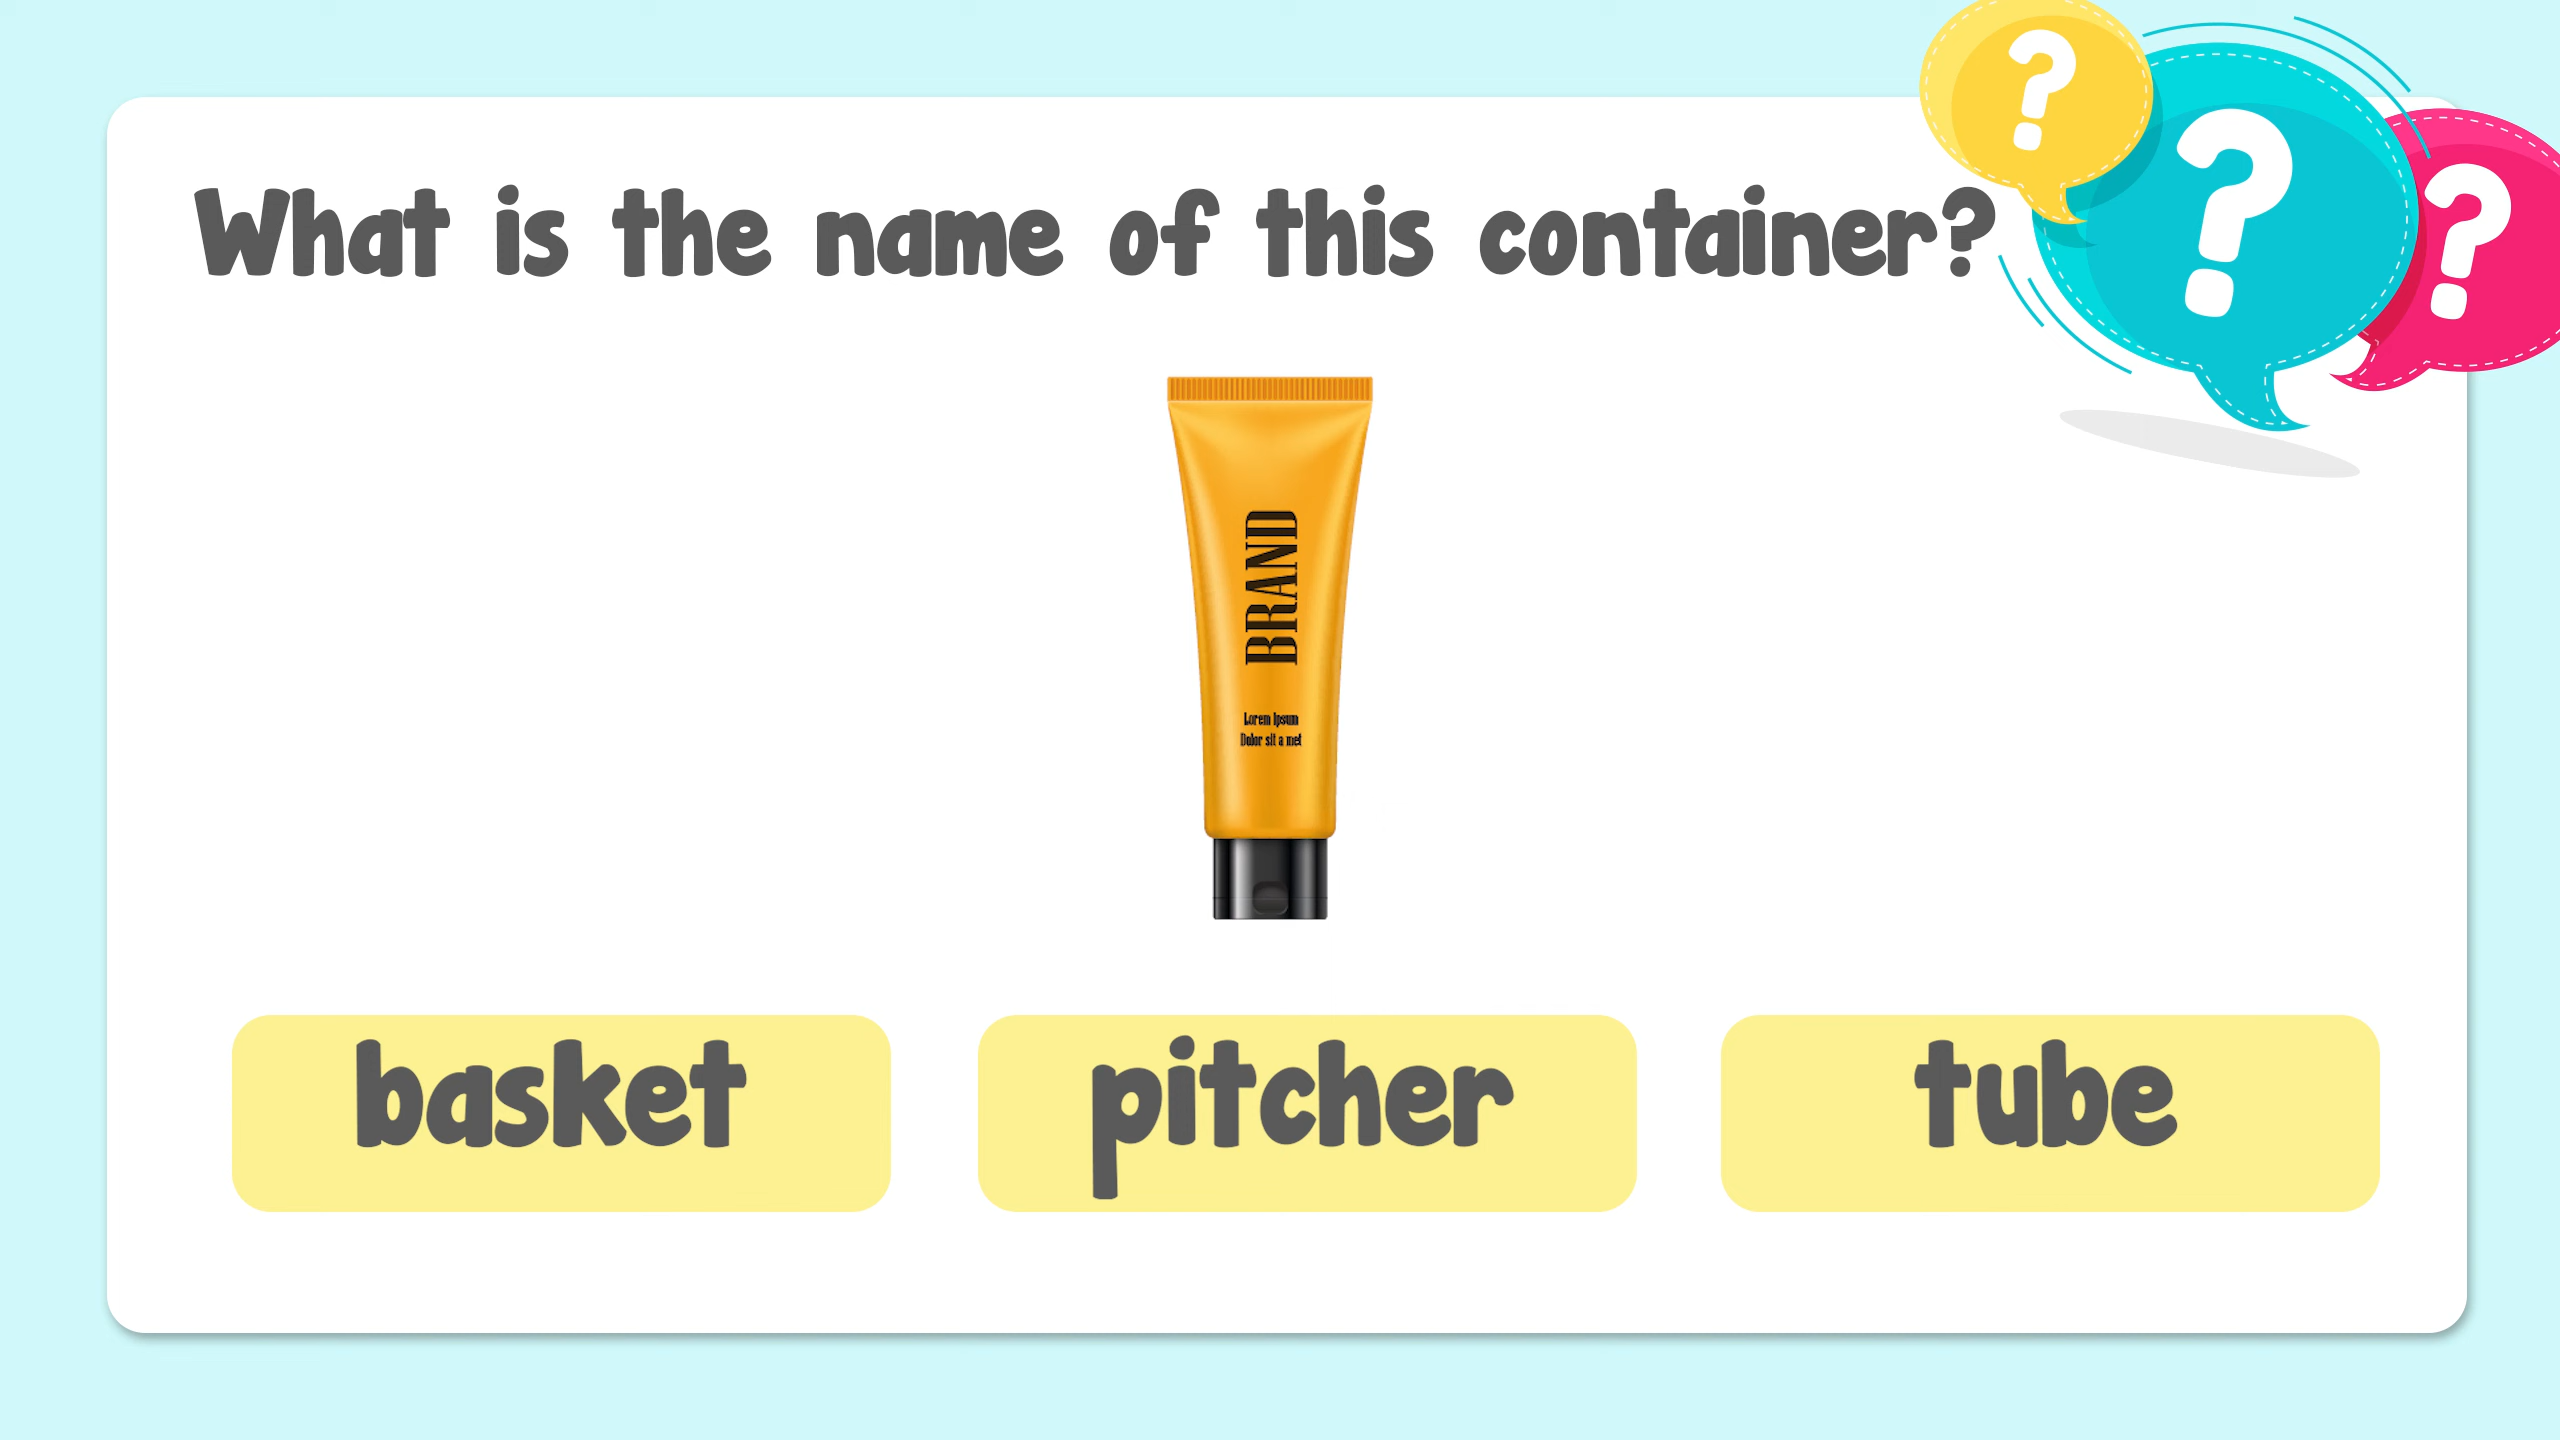 What is the name of this container?
BRAND
Lorem Ipsum
Dolor sit a met
basket
pitcher
tube